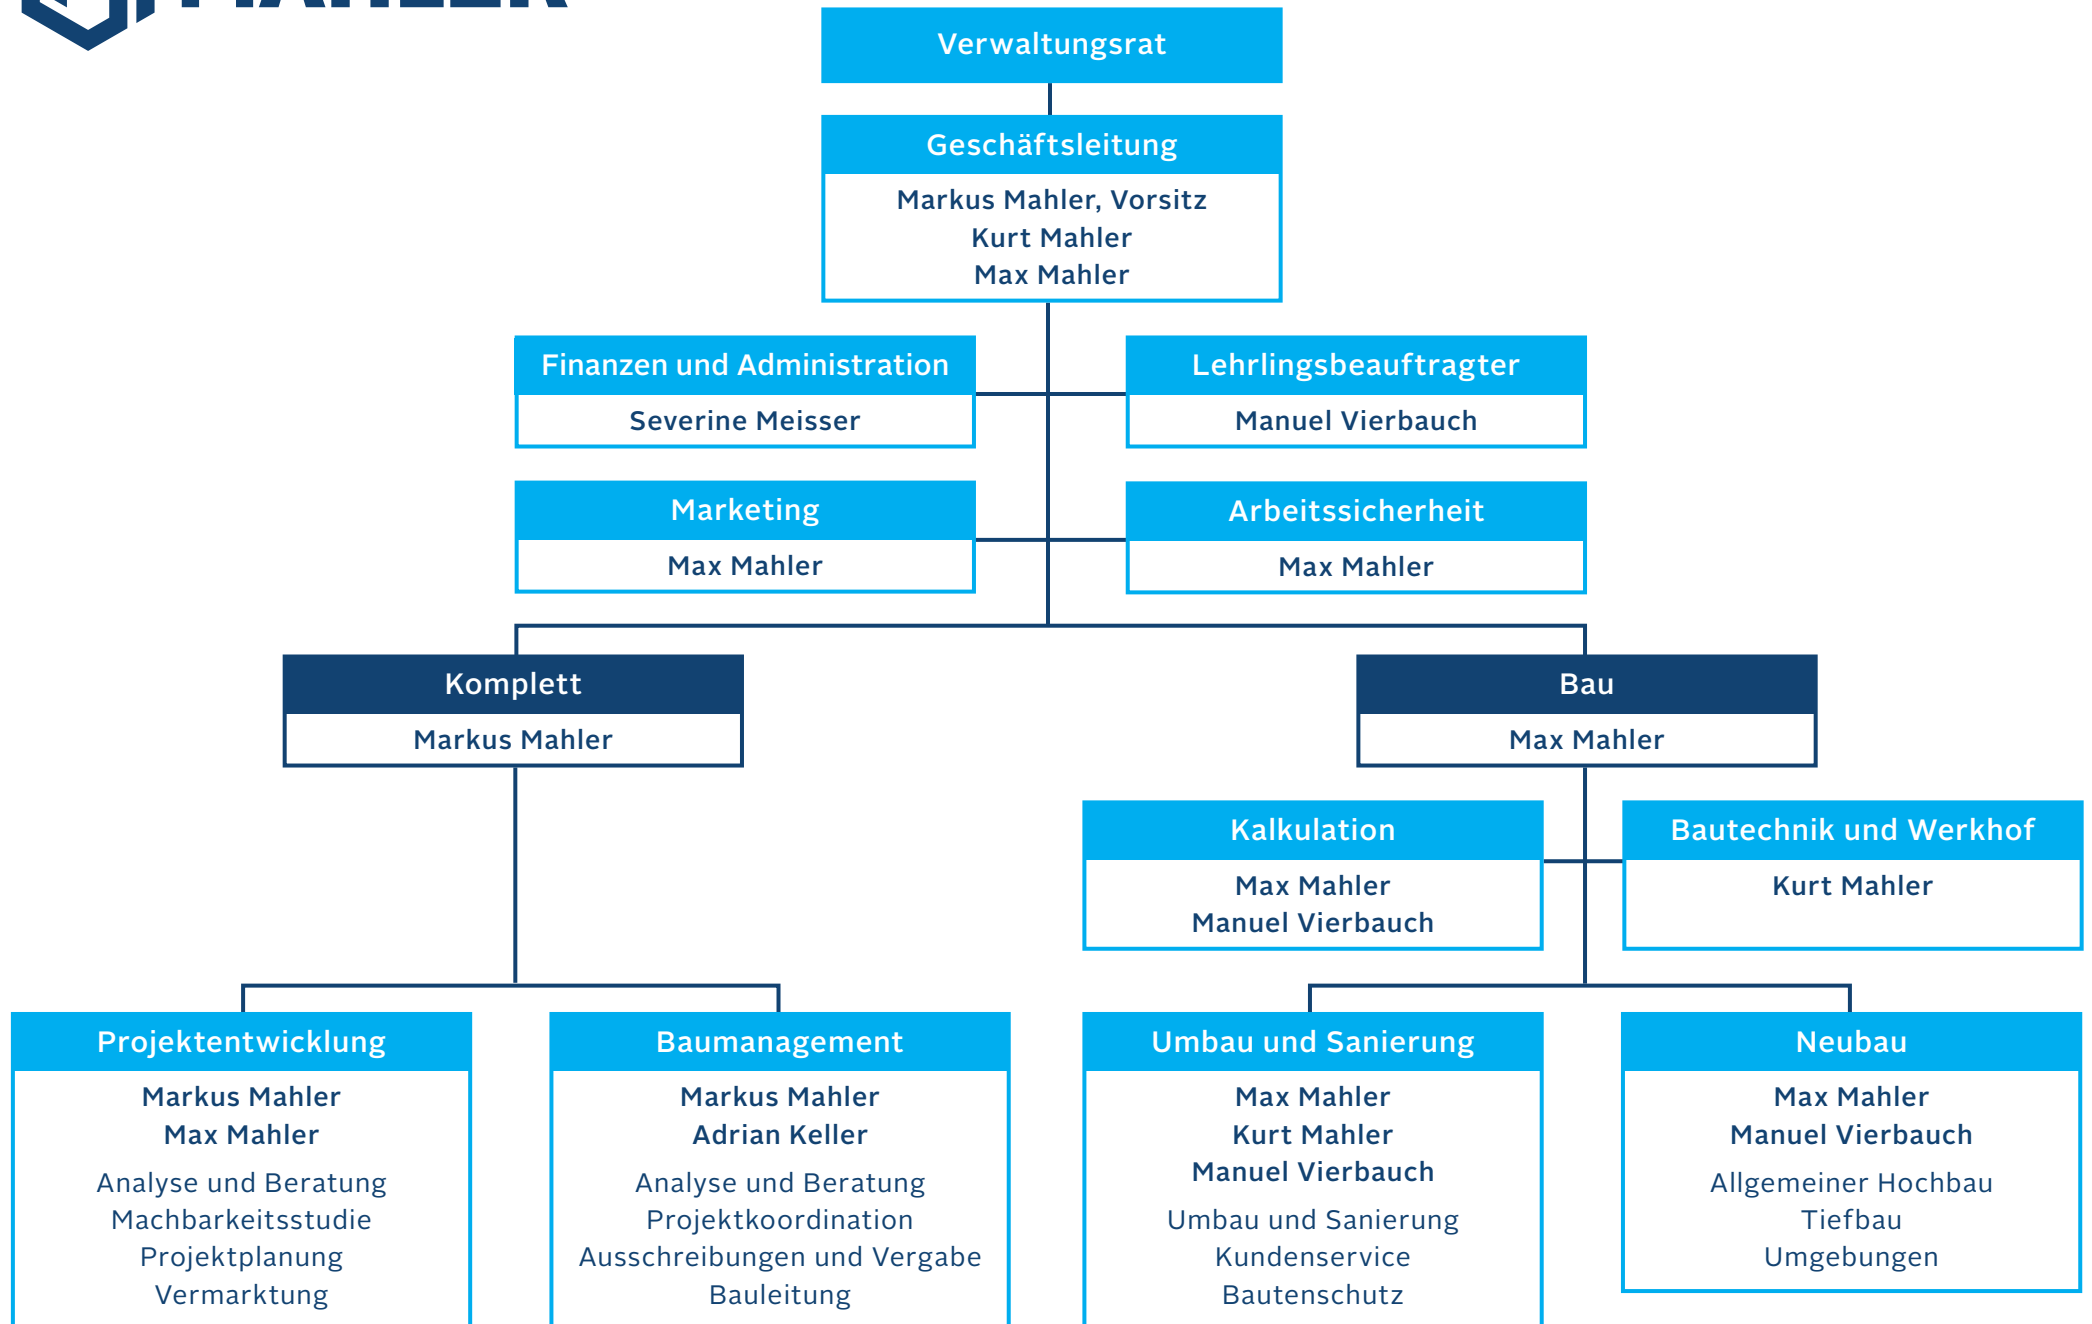 MAHLER
Verwaltungsrat
Geschäftsleitung
Markus Mahler, Vorsitz
Kurt Mahler
Max Mahler
Finanzen und Administration
Severine Meisser
Lehrlingsbeauftragter
Manuel Vierbauch
Marketing
Max Mahler
Arbeitssicherheit
Max Mahler
Komplett
Markus Mahler
Bau
Max Mahler
Kalkulation
Max Mahler
Manuel Vierbauch
Bautechnik und Werkhof
Kurt Mahler
Projektentwicklung
Markus Mahler
Max Mahler
Analyse und Beratung
Machbarkeitsstudie
Projektplanung
Vermarktung
Baumanagement
Markus Mahler
Adrian Keller
Analyse und Beratung
Projektkoordination
Ausschreibungen und Vergabe
Bauleitung
Umbau und Sanierung
Max Mahler
Kurt Mahler
Manuel Vierbauch
Umbau und Sanierung
Kundenservice
Bautenschutz
Neubau
Max Mahler
Manuel Vierbauch
Allgemeiner Hochbau
Tiefbau
Umgebungen